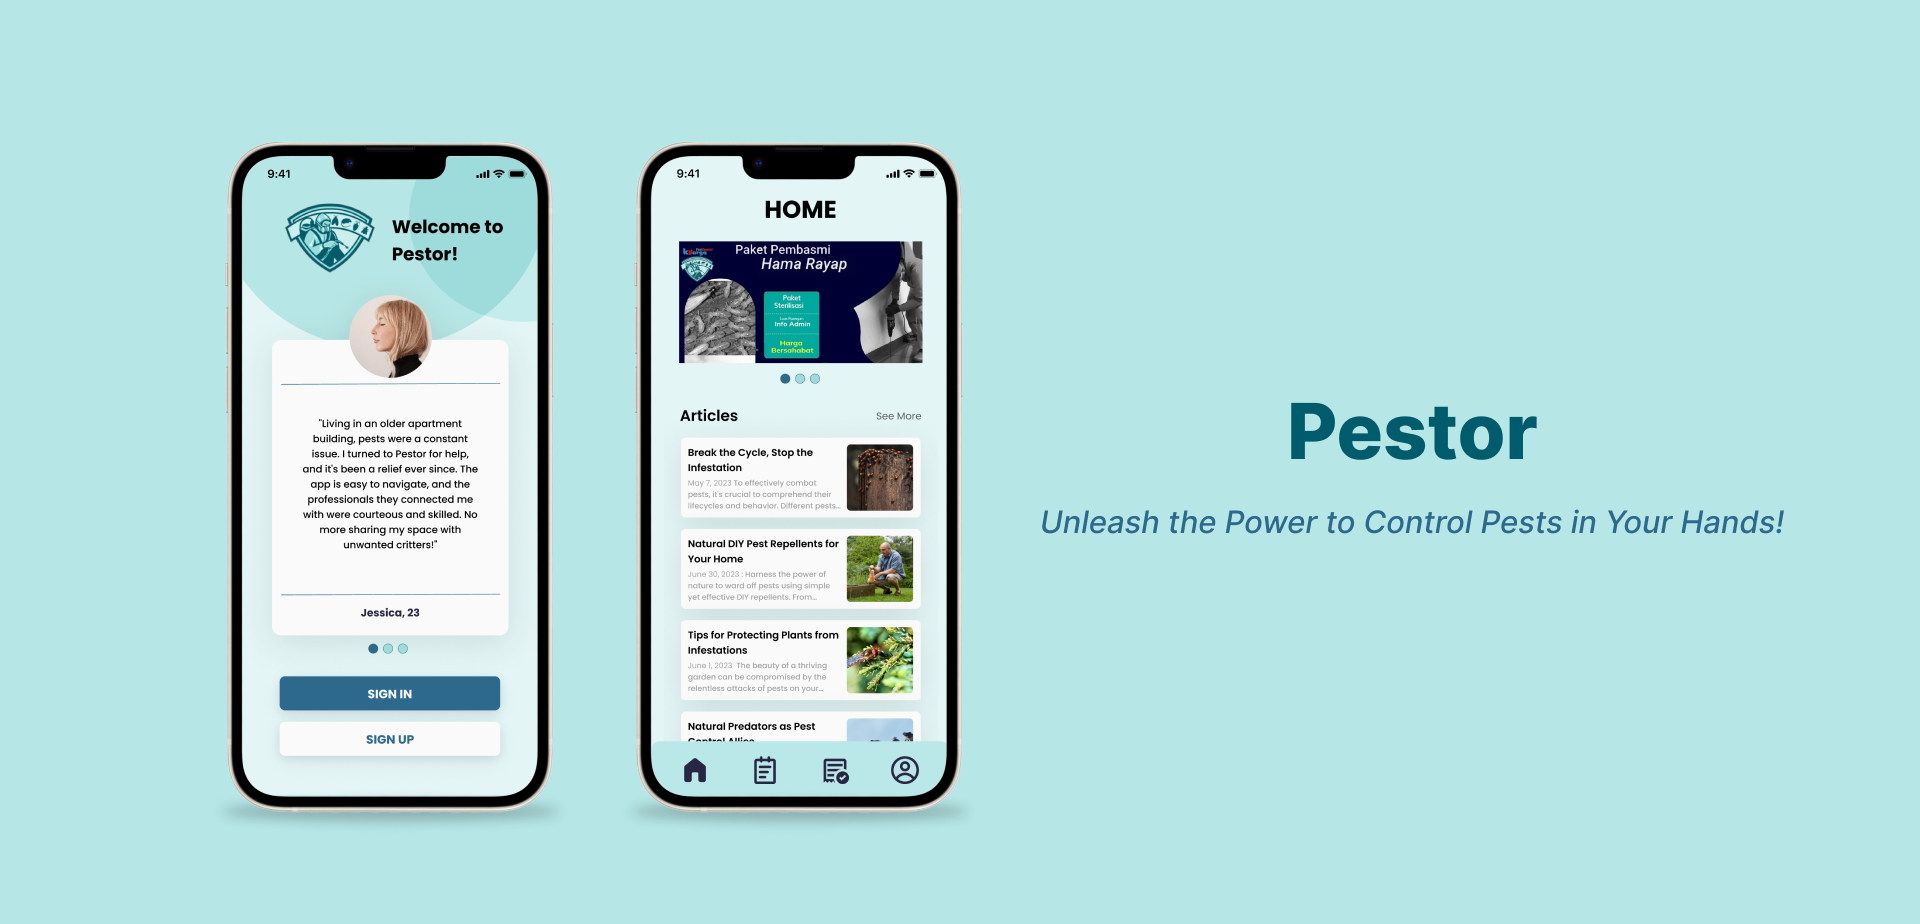 9:41
Welcome to
Pestor!
"Living in an older apartment
building, pests were a constant
issue. I turned to Pestor for help,
and it's been a relief ever since. The
app is easy to navigate, and the
professionals they connected me
with were courteous and skilled. No
more sharing my space with
unwanted critters!"
Jessica, 23
SIGN IN
SIGN UP
9:41
HOME
Paket Pembasmi
Hama Rayap
Paket
Sterilisasi
Info Admin
Harga
Bersahabat
Articles
See More
Break the Cycle, Stop the
Infestation
May 7, 2023 To effectively combat
pests, it's crucial to comprehend their
lifecycles and behavior. Different pests...
Natural DIY Pest Repellents for
Your Home
June 30, 2023 : Harness the power of
nature to ward off pests using simple
yet effective DIY repellents. From...
Tips for Protecting Plants from
Infestations
June 1, 2023 The beauty of a thriving
garden can be compromised by the
relentless attacks of pests on your...
Natural Predators as Pest
Control Allies
Pestor
Unleash the Power to Control Pests in Your Hands!